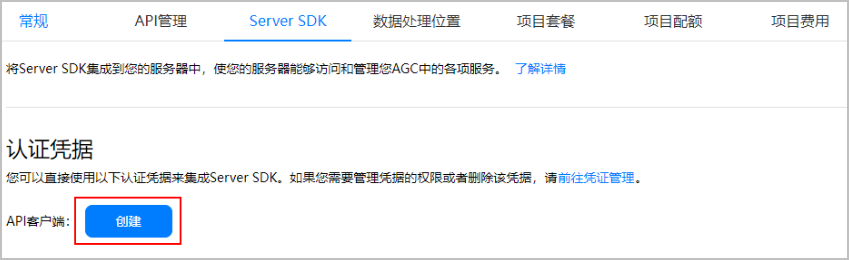 常规 API管理 Server SDK 数据处理位置 项目套餐 项目配额 项目费用
将Server SDK集成到您的服务器中，使您的服务器能够访问和管理您AGC中的各项服务。 了解详情
认证凭据
您可以直接使用以下认证凭据来集成Server SDK。如果您需要管理凭据的权限或者删除该凭据，请前往凭证管理。
API客户端： 创建